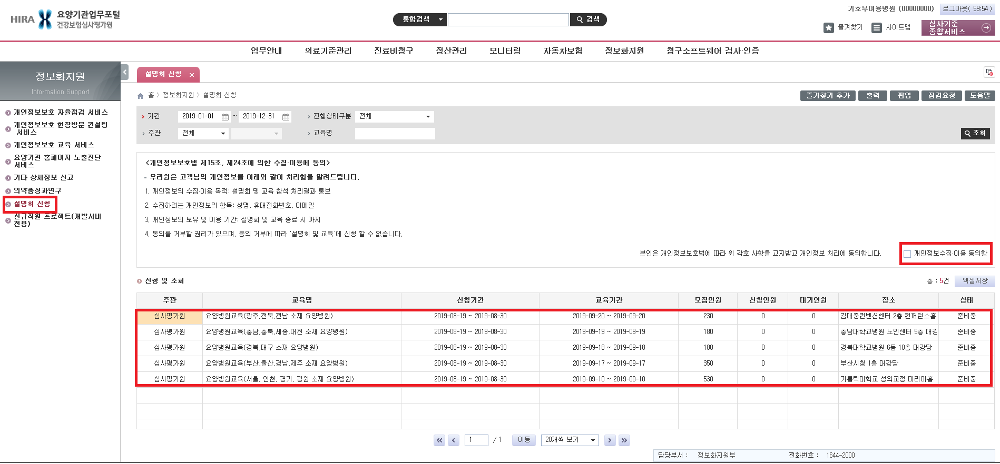 HIRA 요양기관업무포털
건강보험심사평가원
통합검색 검색
기호부여용병원 (00000000) 로그아웃( 59:54 )
즐겨찾기 사이트맵
심사기준
종합서비스
업무안내 의료기준관리 진료비청구 정산관리 모니터링 자동차보험 정보화지원 청구소프트웨어 검사·인증
정보화지원
Information Support
개인정보보호 자율점검 서비스
개인정보보호 현장방문 컨설팅
서비스
개인정보보호 교육 서비스
요양기관 홈페이지 노출진단
서비스
기타 상세정보 신고
의약품성과연구
설명회 신청
신규직원 프로젝트(개발서버
전용)
설명회 신청 x
홈 > 정보화지원 > 설명회 신청
즐겨찾기 추가 출력 팝업 점검요청 도움말
기간 2019-01-01 ~ 2019-12-31 진행상태구분 전체
주관 전체 교육명
조회
<개인정보보호법 제15조, 제24조에 의한 수집·이용에 동의>
- 우리원은 고객님의 개인정보를 아래와 같이 처리함을 알려드립니다.
1. 개인정보의 수집·이용 목적: 설명회 및 교육 참석 처리결과 통보
2. 수집하려는 개인정보의 항목: 성명, 휴대전화번호, 이메일
3. 개인정보의 보유 및 이용 기간: 설명회 및 교육 종료 시 까지
4. 동의를 거부할 권리가 있으며, 동의 거부에 따라 '설명회 및 교육'에 신청 할 수 없습니다.
본인은 개인정보보호법에 따라 위 각호 사항을 고지받고 개인정보 처리에 동의합니다. 개인정보수집·이용 동의함
신청 및 조회
총 : 5건 엑셀저장
주관 교육명 신청기간 교육기간 모집인원 신청인원 대기인원 장소 상태
심사평가원 요양병원교육(광주,전북,전남 소재 요양병원) 2019-08-19 ~ 2019-08-30 2019-09-20 ~ 2019-09-20 230 0 0 김대중컨벤션센터 2층 컨퍼런스홀 준비중
심사평가원 요양병원교육(충남,충북,세종,대전 소재 요양병원) 2019-08-19 ~ 2019-08-30 2019-09-19 ~ 2019-09-19 180 0 0 충남대학교병원 노인센터 5층 대강 준비중
심사평가원 요양병원교육(경북,대구 소재 요양병원) 2019-08-19 ~ 2019-08-30 2019-09-18 ~ 2019-09-18 180 0 0 경북대학교병원 6동 10층 대강당 준비중
심사평가원 요양병원교육(부산,울산,경남,제주 소재 요양병원) 2019-08-19 ~ 2019-08-30 2019-09-17 ~ 2019-09-17 350 0 0 부산시청 1층 대강당 준비중
심사평가원 요양병원교육(서울, 인천, 경기, 강원 소재 요양병원) 2019-08-19 ~ 2019-08-30 2019-09-10 ~ 2019-09-10 530 0 0 가톨릭대학교 성의교정 마리아홀 준비중
1 / 1 이동 20개씩 보기
담당부서 : 정보화지원부 전화번호 : 1644-2000